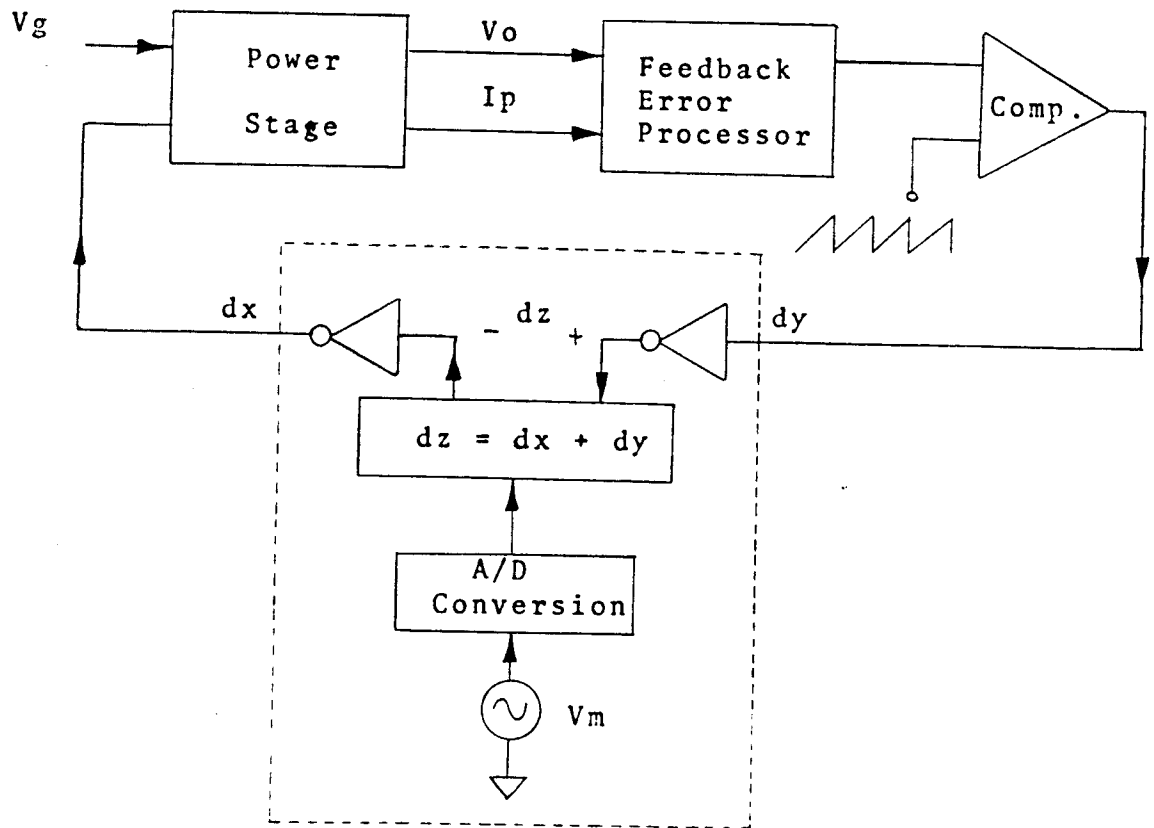 Vg
Power
Stage
Vo
Ip
Feedback
Error
Processor
Comp.
dx
- dz +
dy
dz = dx + dy
A/D
Conversion
Vm